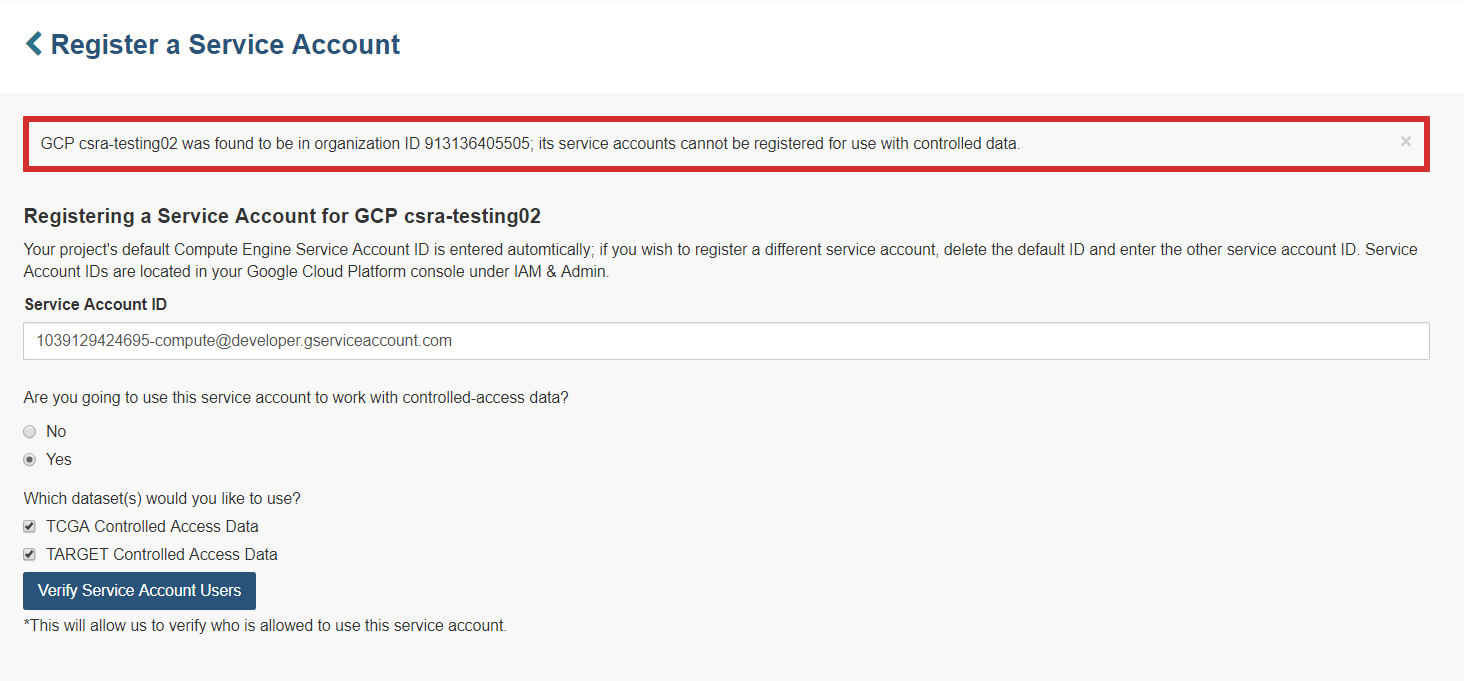 Register a Service Account
GCP csra-testing02 was found to be in organization ID 913136405505; its service accounts cannot be registered for use with controlled data.
×
Registering a Service Account for GCP csra-testing02
Your project's default Compute Engine Service Account ID is entered automtically; if you wish to register a different service account, delete the default ID and enter the other service account ID. Service
Account IDs are located in your Google Cloud Platform console under IAM & Admin.
Service Account ID
1039129424695-compute@developer.gserviceaccount.com
Are you going to use this service account to work with controlled-access data?
No
Yes
Which dataset(s) would you like to use?
TCGA Controlled Access Data
TARGET Controlled Access Data
Verify Service Account Users
*This will allow us to verify who is allowed to use this service account.